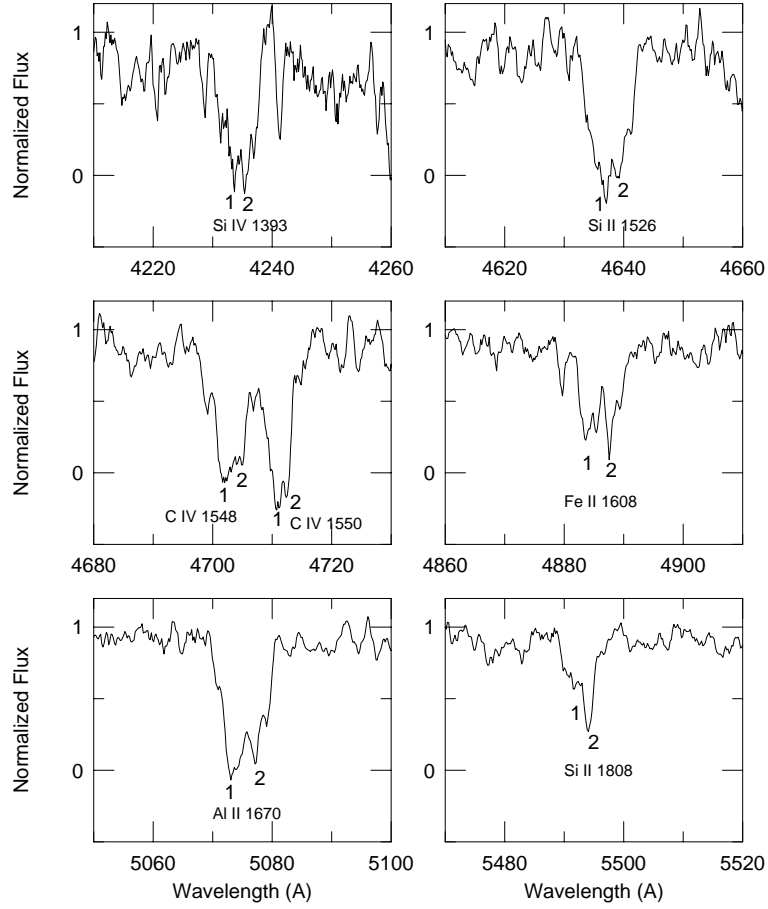 Normalized Flux
1
0
1 2
Si IV 1393
4220 4240 4260
1
0
1 2
Si II 1526
4620 4640 4660
Normalized Flux
1
0
1 2
C IV 1548
1 2
C IV 1550
4680 4700 4720
1
0
1 2
Fe II 1608
4860 4880 4900
Normalized Flux
1
0
1 2
Al II 1670
5060 5080 5100
Wavelength (A)
1
0
1
2
Si II 1808
5480 5500 5520
Wavelength (A)